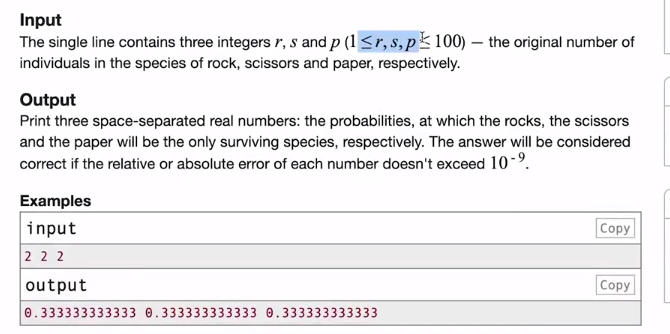 Input
The single line contains three integers r, s and p (1 ≤ r, s, p ≤ 100) — the original number of
individuals in the species of rock, scissors and paper, respectively.
Output
Print three space-separated real numbers: the probabilities, at which the rocks, the scissors
and the paper will be the only surviving species, respectively. The answer will be considered
correct if the relative or absolute error of each number doesn't exceed 10⁻⁹.
Examples
input Copy
2 2 2
output Copy
0.333333333333 0.333333333333 0.333333333333